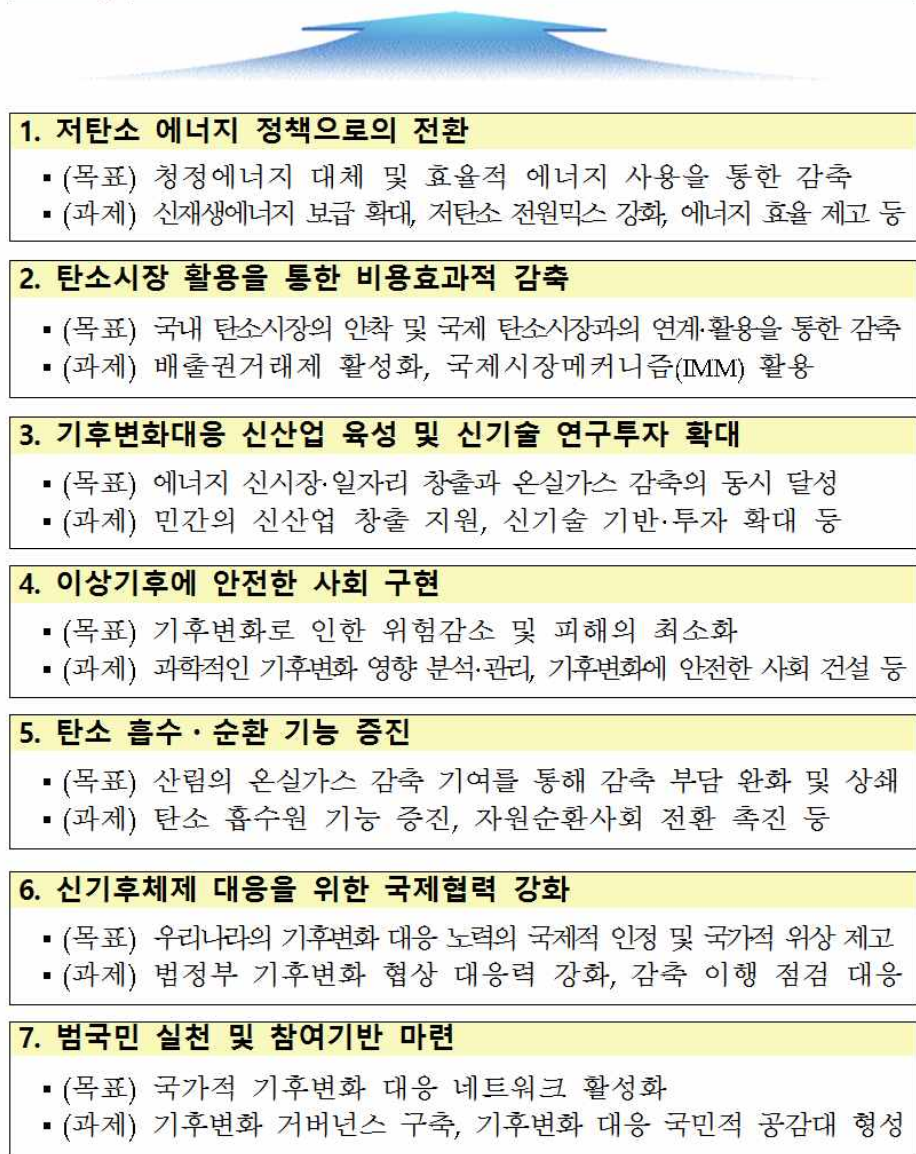 1. 저탄소 에너지 정책으로의 전환
▪ (목표) 청정에너지 대체 및 효율적 에너지 사용을 통한 감축
▪ (과제) 신재생에너지 보급 확대, 저탄소 전원믹스 강화, 에너지 효율 제고 등
2. 탄소시장 활용을 통한 비용효과적 감축
▪ (목표) 국내 탄소시장의 안착 및 국제 탄소시장과의 연계·활용을 통한 감축
▪ (과제) 배출권거래제 활성화, 국제시장메커니즘(IMM) 활용
3. 기후변화대응 신산업 육성 및 신기술 연구투자 확대
▪ (목표) 에너지 신시장·일자리 창출과 온실가스 감축의 동시 달성
▪ (과제) 민간의 신산업 창출 지원, 신기술 기반·투자 확대 등
4. 이상기후에 안전한 사회 구현
▪ (목표) 기후변화로 인한 위험감소 및 피해의 최소화
▪ (과제) 과학적인 기후변화 영향 분석·관리, 기후변화에 안전한 사회 건설 등
5. 탄소 흡수 · 순환 기능 증진
▪ (목표) 산림의 온실가스 감축 기여를 통해 감축 부담 완화 및 상쇄
▪ (과제) 탄소 흡수원 기능 증진, 자원순환사회 전환 촉진 등
6. 신기후체제 대응을 위한 국제협력 강화
▪ (목표) 우리나라의 기후변화 대응 노력의 국제적 인정 및 국가적 위상 제고
▪ (과제) 범정부 기후변화 협상 대응력 강화, 감축 이행 점검 대응
7. 범국민 실천 및 참여기반 마련
▪ (목표) 국가적 기후변화 대응 네트워크 활성화
▪ (과제) 기후변화 거버넌스 구축, 기후변화 대응 국민적 공감대 형성